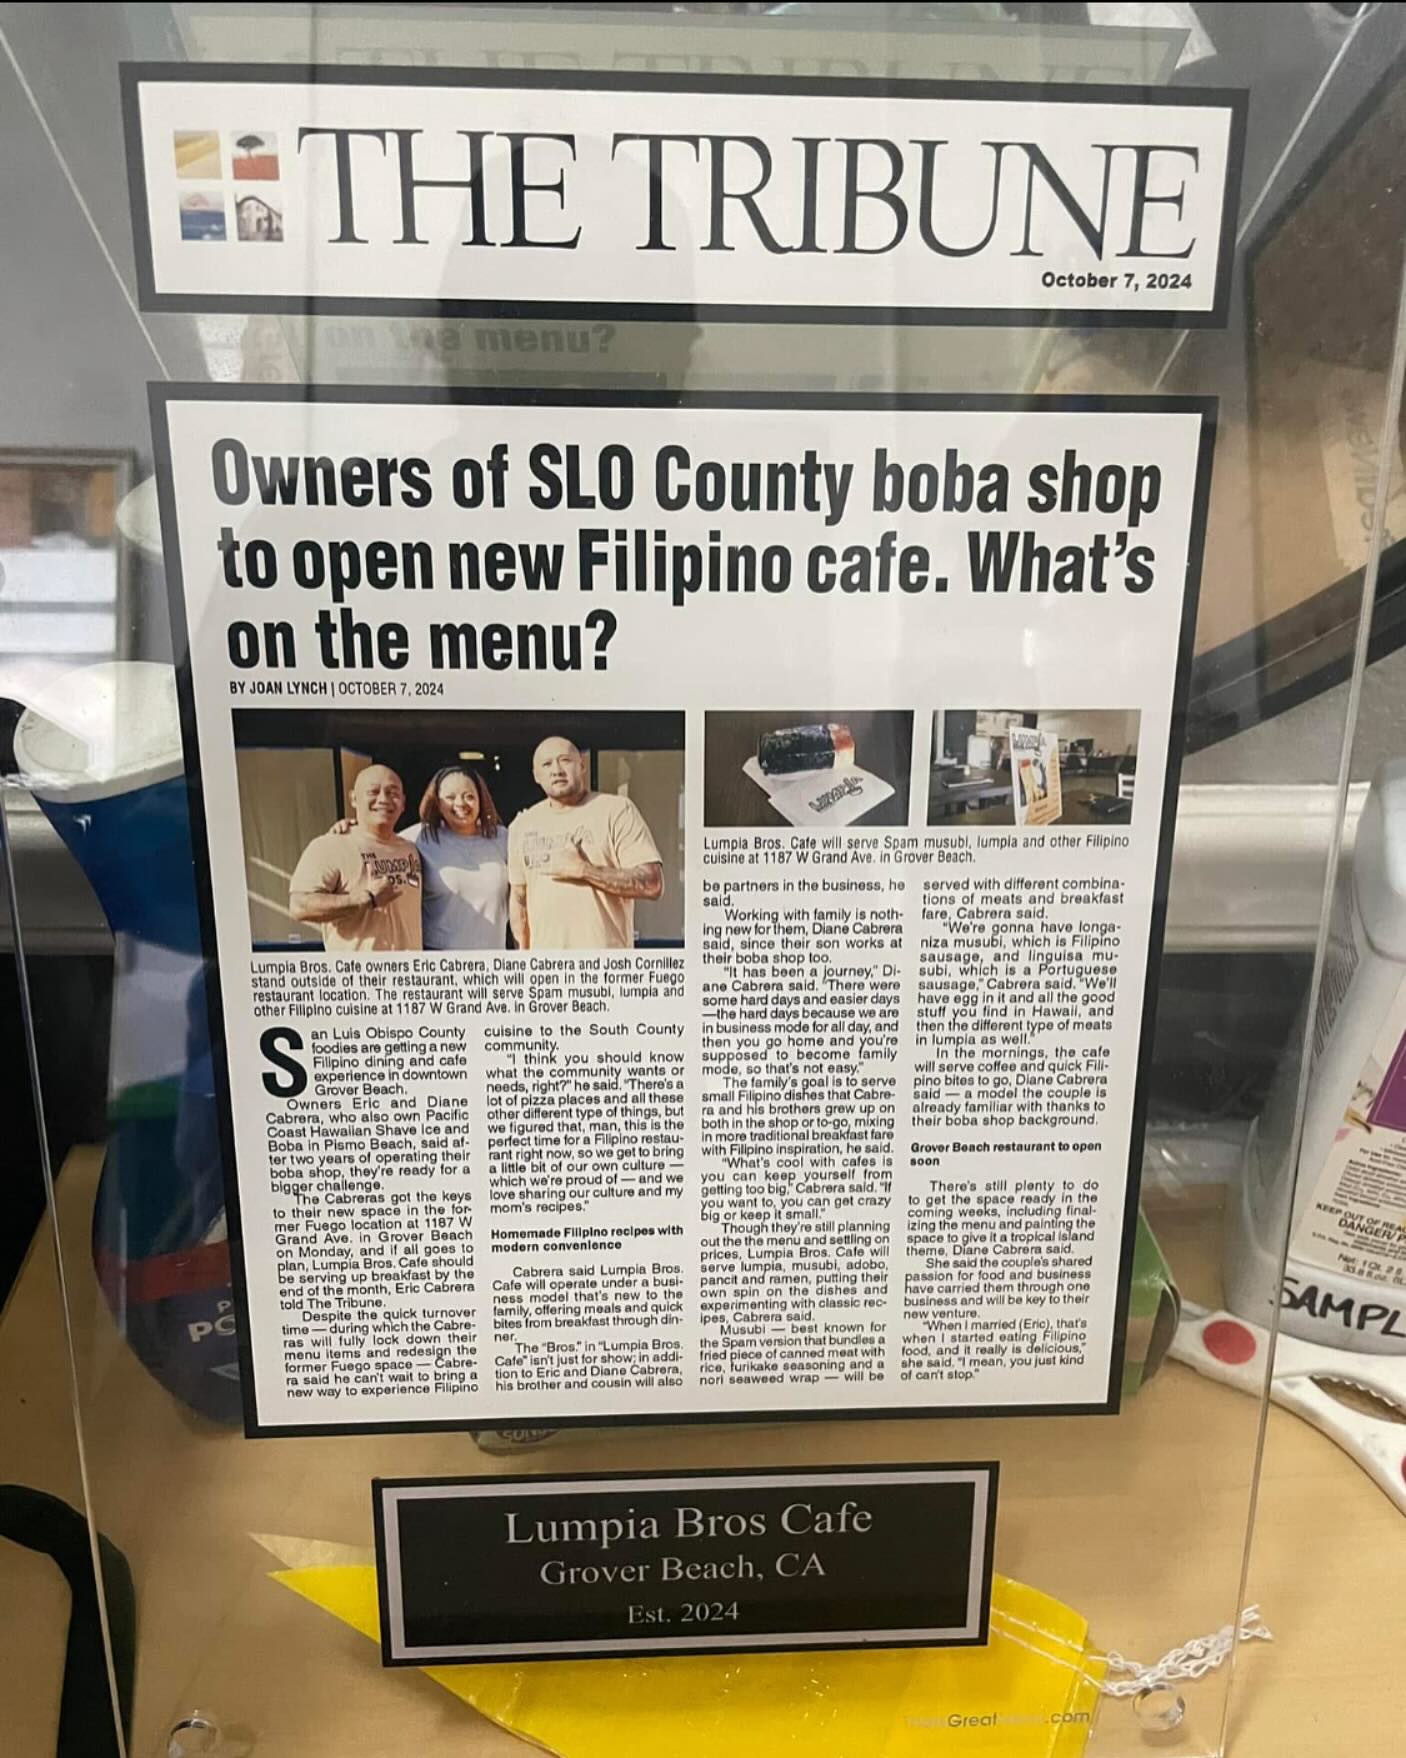 THE TRIBUNE
October 7, 2024
on the menu?
Owners of SLO County boba shop
to open new Filipino cafe. What's
on the menu?
BY JOAN LYNCH | OCTOBER 7, 2024
Lumpia Bros. Cafe owners Eric Cabrera, Diane Cabrera and Josh Cornillez
stand outside of their restaurant, which will open in the former Fuego
restaurant location. The restaurant will serve Spam musubi, lumpia and
other Filipino cuisine at 1187 W Grand Ave. in Grover Beach.
Lumpia Bros. Cafe will serve Spam musubi, lumpia and other Filipino
cuisine at 1187 W Grand Ave. in Grover Beach.
San Luis Obispo County
foodies are getting a new
Filipino dining and cafe
experience in downtown
Grover Beach.
Owners Eric and Diane
Cabrera, who also own Pacific
Coast Hawaiian Shave Ice and
Boba in Pismo Beach, said af-
ter two years of operating their
boba shop, they're ready for a
bigger challenge.
The Cabreras got the keys
to their new space in the for-
mer Fuego location at 1187 W
Grand Ave. in Grover Beach
on Monday, and if all goes to
plan, Lumpia Bros. Cafe should
be serving up breakfast by the
end of the month, Eric Cabrera
told The Tribune.
Despite the quick turnover
time — during which the Cabre-
ras will fully lock down their
menu items and redesign the
former Fuego space — Cabre-
ra said he can't wait to bring a
new way to experience Filipino
cuisine to the South County
community.
"I think you should know
what the community wants or
needs, right?" he said. "There's a
lot of pizza places and all these
other different type of things, but
we figured that, man, this is the
perfect time for a Filipino restau-
rant right now, so we get to bring
a little bit of our own culture —
which we're proud of — and we
love sharing our culture and my
mom's recipes."
Homemade Filipino recipes with
modern convenience
Cabrera said Lumpia Bros.
Cafe will operate under a busi-
ness model that's new to the
family, offering meals and quick
bites from breakfast through din-
ner.
The "Bros." in "Lumpia Bros.
Cafe" isn't just for show; in addi-
tion to Eric and Diane Cabrera,
his brother and cousin will also
be partners in the business, he
said.
Working with family is noth-
ing new for them, Diane Cabrera
said, since their son works at
their boba shop too.
"It has been a journey," Di-
ane Cabrera said. "There were
some hard days and easier days
—the hard days because we are
in business mode for all day, and
then you go home and you're
supposed to become family
mode, so that's not easy."
The family's goal is to serve
small Filipino dishes that Cabre-
ra and his brothers grew up on
both in the shop or to-go, mixing
in more traditional breakfast fare
with Filipino inspiration, he said.
"What's cool with cafes is
you can keep yourself from
getting too big," Cabrera said. "If
you want to, you can get crazy
big or keep it small."
Though they're still planning
out the the menu and settling on
prices, Lumpia Bros. Cafe will
serve lumpia, musubi, adobo,
pancit and ramen, putting their
own spin on the dishes and
experimenting with classic rec-
ipes, Cabrera said.
Musubi — best known for
the Spam version that bundles a
fried piece of canned meat with
rice, furikake seasoning and a
nori seaweed wrap — will be
served with different combina-
tions of meats and breakfast
fare, Cabrera said.
"We're gonna have longa-
niza musubi, which is Filipino
sausage, and linguisa mu-
subi, which is a Portuguese
sausage," Cabrera said. "We'll
have egg in it and all the good
stuff you find in Hawaii, and
then the different type of meats
in lumpia as well."
In the mornings, the cafe
will serve coffee and quick Fili-
pino bites to go, Diane Cabrera
said — a model the couple is
already familiar with thanks to
their boba shop background.
Grover Beach restaurant to open
soon
There's still plenty to do
to get the space ready in the
coming weeks, including final-
izing the menu and painting the
space to give it a tropical island
theme, Diane Cabrera said.
She said the couple's shared
passion for food and business
have carried them through one
business and will be key to their
new venture.
"When I married (Eric), that's
when I started eating Filipino
food, and it really is delicious,"
she said, "I mean, you just kind
of can't stop."
Lumpia Bros Cafe
Grover Beach, CA
Est. 2024
Great .com
KEEP OUT OF REAC
DANGER/P
SAMPL